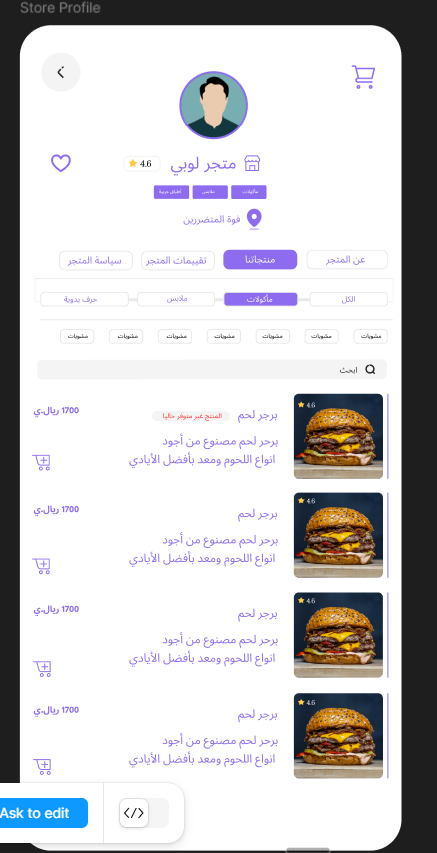 Store Profile
متجر لوبي
4.6
مأكولات
ملابس
أطباق عربية
فوة المتضررين
عن المتجر
منتجاتنا
تقييمات المتجر
سياسة المتجر
الكل
مأكولات
ملابس
حرف يدوية
مشويات
مشويات
مشويات
مشويات
مشويات
مشويات
مشويات
ابحث
4.6
برجر لحم
المنتج غير متوفر حاليا
1700 ريال.ي
برجر لحم مصنوع من أجود
انواع اللحوم ومعد بأفضل الأيادي
4.6
برجر لحم
1700 ريال.ي
برجر لحم مصنوع من أجود
انواع اللحوم ومعد بأفضل الأيادي
4.6
برجر لحم
1700 ريال.ي
برجر لحم مصنوع من أجود
انواع اللحوم ومعد بأفضل الأيادي
4.6
برجر لحم
1700 ريال.ي
برجر لحم مصنوع من أجود
انواع اللحوم ومعد بأفضل الأيادي
Ask to edit